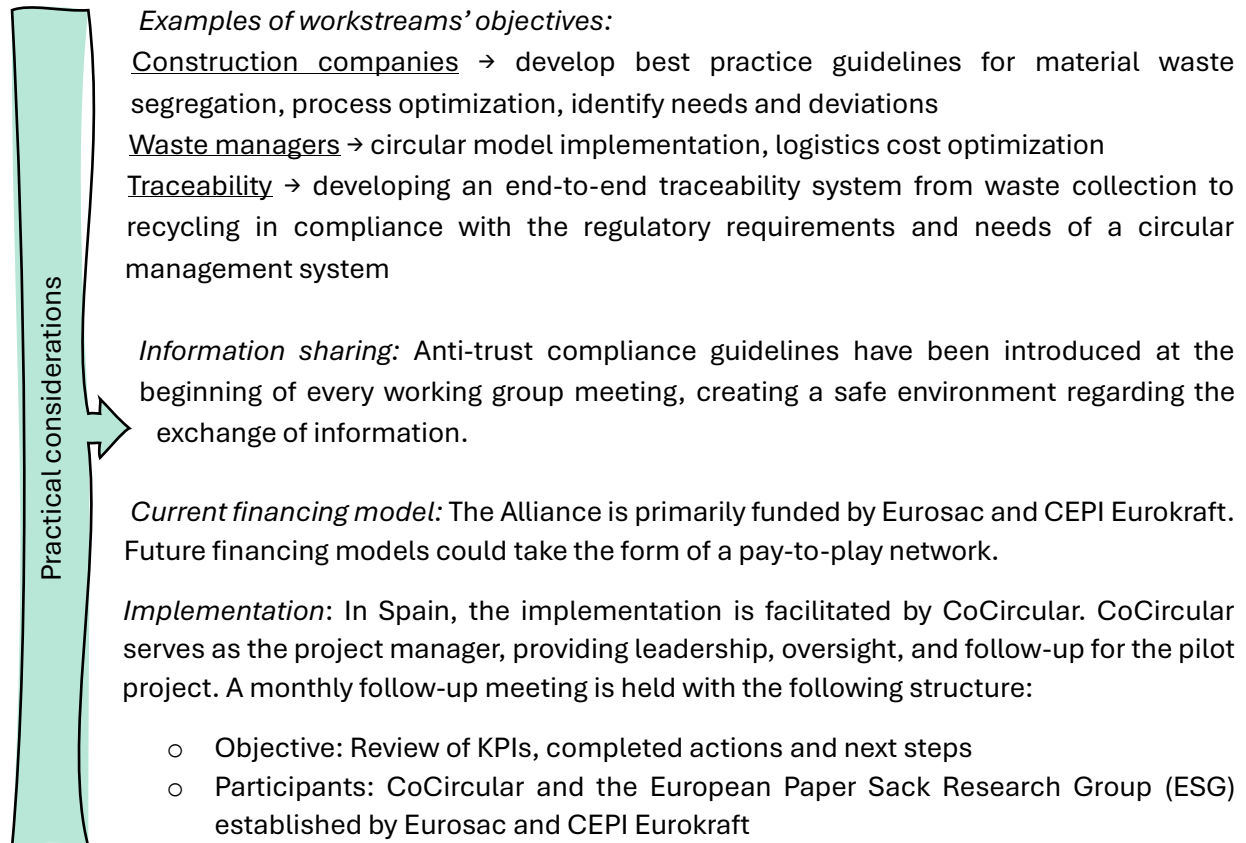 Practical considerations
Examples of workstreams’ objectives:
Construction companies → develop best practice guidelines for material waste
segregation, process optimization, identify needs and deviations
Waste managers → circular model implementation, logistics cost optimization
Traceability → developing an end-to-end traceability system from waste collection to
recycling in compliance with the regulatory requirements and needs of a circular
management system
Information sharing: Anti-trust compliance guidelines have been introduced at the
beginning of every working group meeting, creating a safe environment regarding the
exchange of information.
Current financing model: The Alliance is primarily funded by Eurosac and CEPI Eurokraft.
Future financing models could take the form of a pay-to-play network.
Implementation: In Spain, the implementation is facilitated by CoCircular. CoCircular
serves as the project manager, providing leadership, oversight, and follow-up for the pilot
project. A monthly follow-up meeting is held with the following structure:
o Objective: Review of KPIs, completed actions and next steps
o Participants: CoCircular and the European Paper Sack Research Group (ESG)
established by Eurosac and CEPI Eurokraft